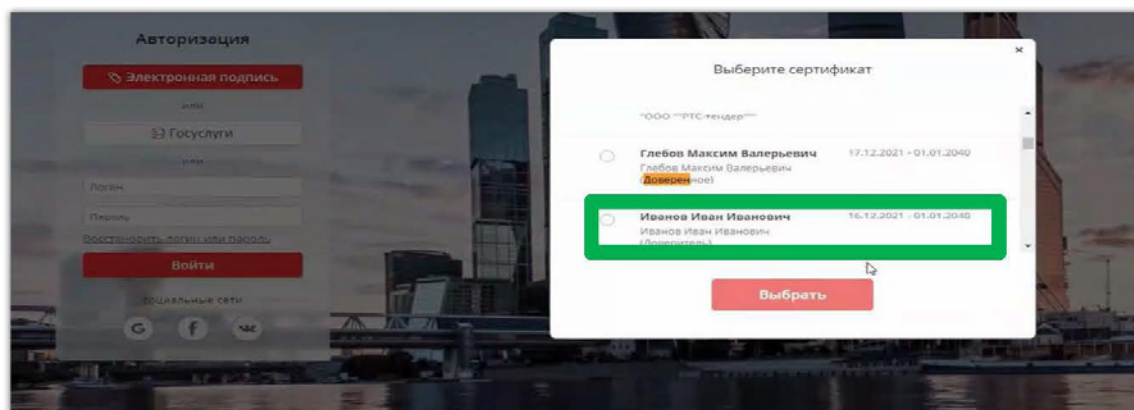 Авторизация
Электронная подпись
или
Госуслуги
или
Логин
Пароль
Восстановить логин или пароль
Войти
социальные сети
G f
Выберите сертификат
"ООО ""РТС-тендер"""
Глебов Максим Валерьевич 17.12.2021 - 01.01.2040
Глебов Максим Валерьевич
(Доверенное)
Иванов Иван Иванович 16.12.2021 - 01.01.2040
Иванов Иван Иванович
(Доверитель)
Выбрать